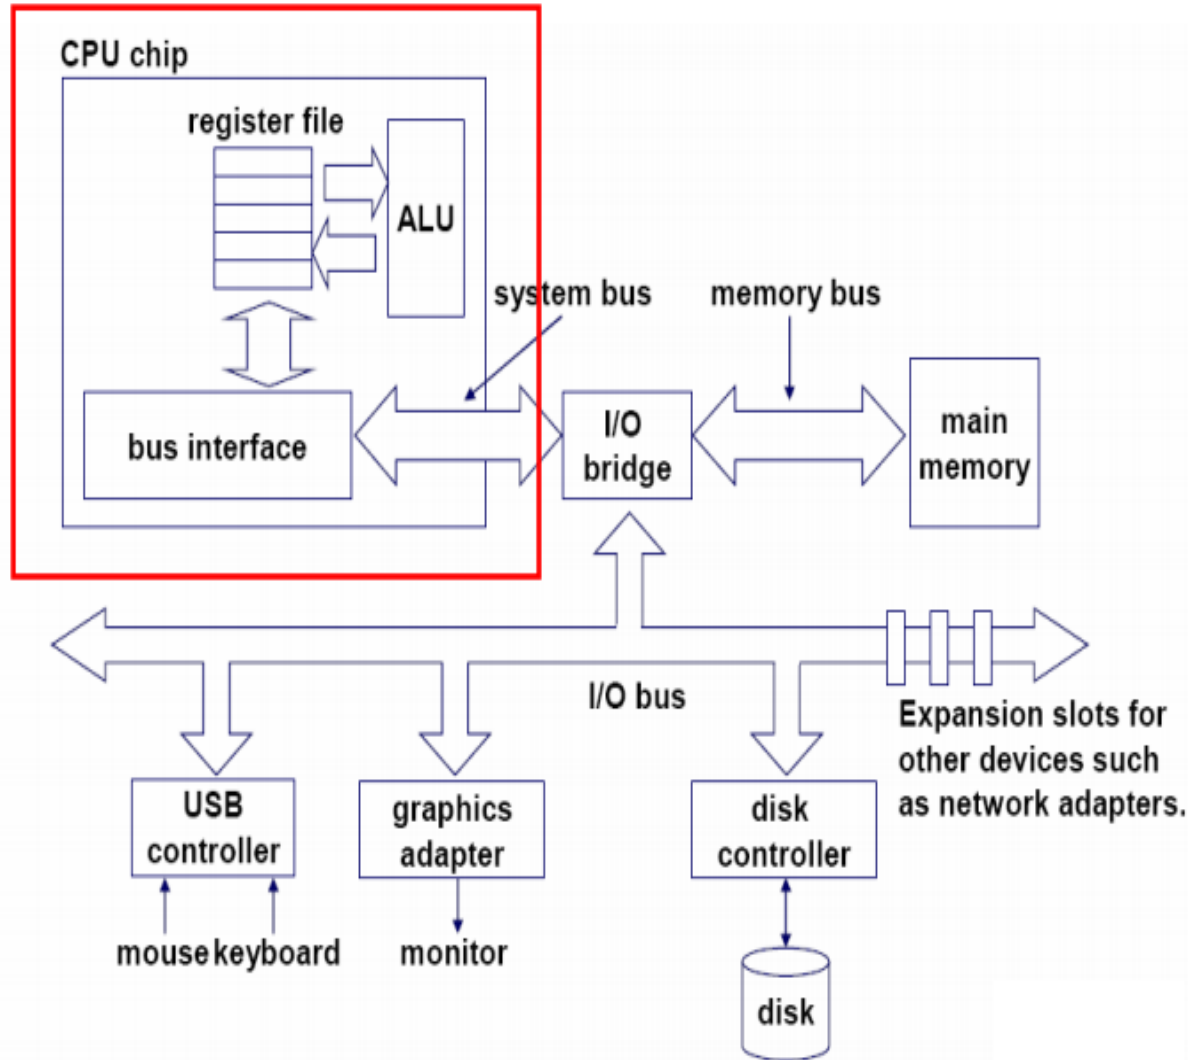 CPU chip
register file
ALU
system bus
memory bus
bus interface
I/O
bridge
main
memory
I/O bus
Expansion slots for
other devices such
as network adapters.
USB
controller
graphics
adapter
disk
controller
mouse keyboard
monitor
disk